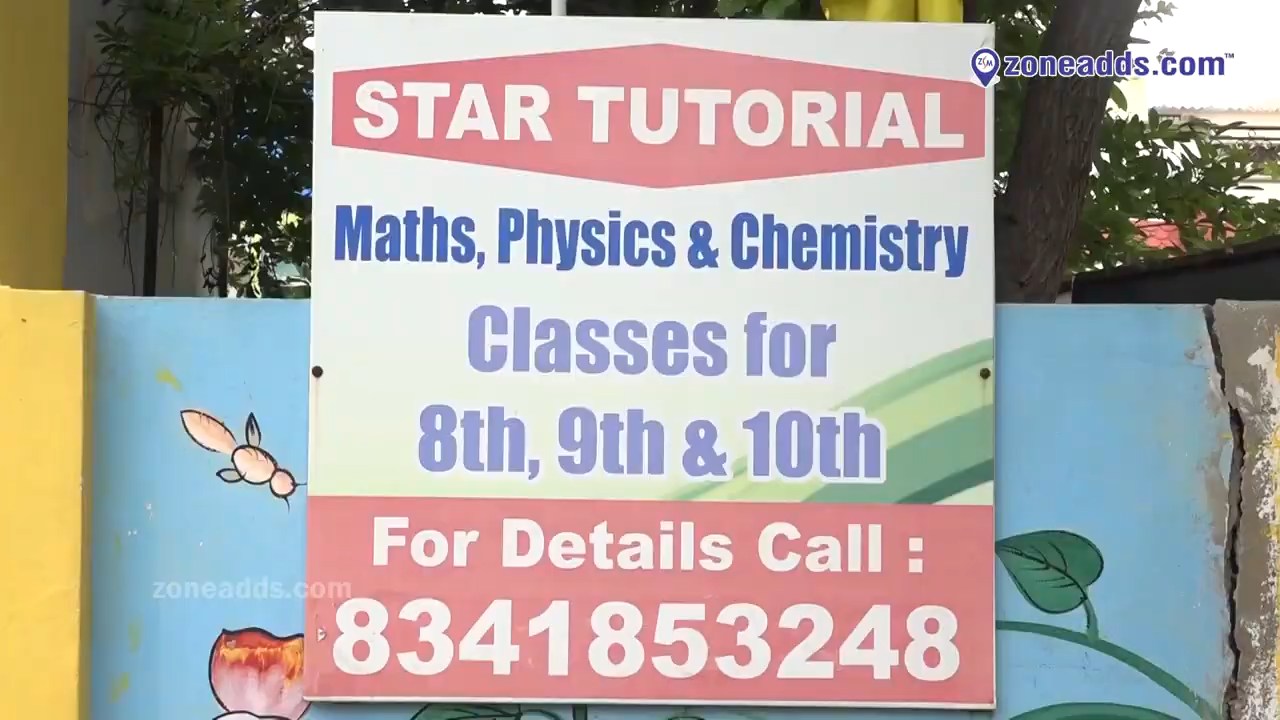 zoneadds.com™
STAR TUTORIAL
Maths, Physics & Chemistry
Classes for
8th, 9th & 10th
For Details Call :
8341853248
zoneadds.com